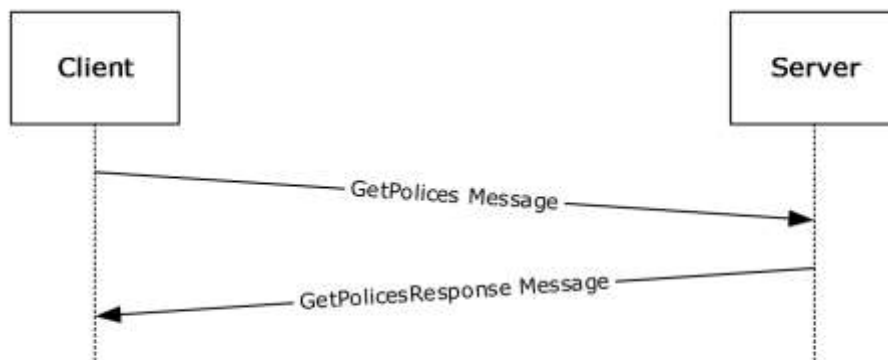 Client
Server
GetPolices Message
GetPolicesResponse Message